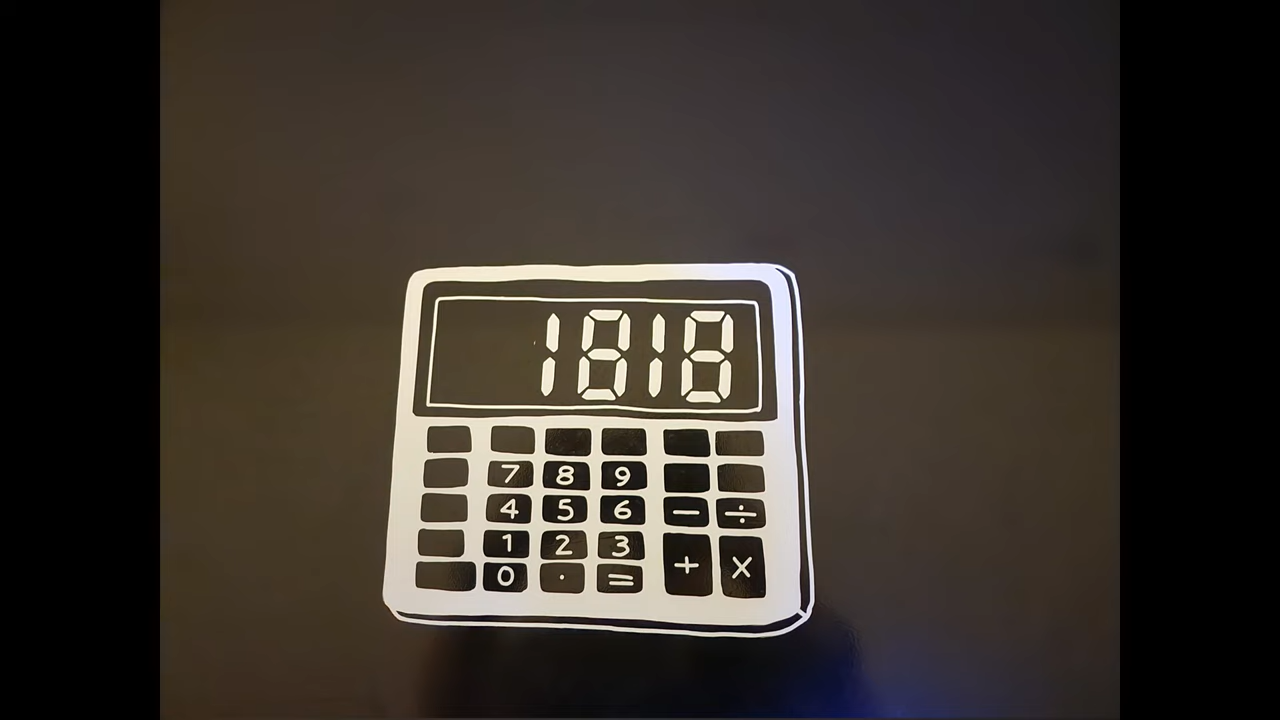 1818
7 8 9
4 5 6 − ÷
1 2 3
0 . = + ×